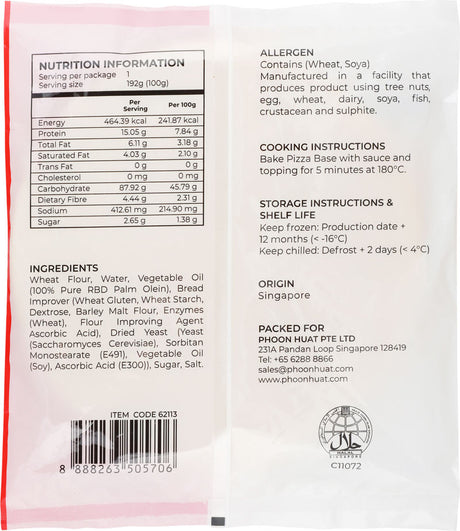 NUTRITION INFORMATION
Serving per package 1
Serving size 192g (100g)
Per Serving Per 100g
Energy 464.39 kcal 241.87 kcal
Protein 15.05 g 7.84 g
Total Fat 6.11 g 3.18 g
Saturated Fat 4.03 g 2.10 g
Trans Fat 0 g 0 g
Cholesterol 0 mg 0 mg
Carbohydrate 87.92 g 45.79 g
Dietary Fibre 4.44 g 2.31 g
Sodium 412.61 mg 214.90 mg
Sugar 2.65 g 1.38 g
INGREDIENTS
Wheat Flour, Water, Vegetable Oil
(100% Pure RBD Palm Olein), Bread
Improver (Wheat Gluten, Wheat Starch,
Dextrose, Barley Malt Flour, Enzymes
(Wheat), Flour Improving Agent
Ascorbic Acid), Dried Yeast (Yeast
(Saccharomyces Cerevisiae), Sorbitan
Monostearate (E491), Vegetable Oil
(Soy), Ascorbic Acid (E300)), Sugar, Salt.
ITEM CODE 62113
8 888263 505706
ALLERGEN
Contains (Wheat, Soya)
Manufactured in a facility that
produces product using tree nuts,
egg, wheat, dairy, soya, fish,
crustacean and sulphite.
COOKING INSTRUCTIONS
Bake Pizza Base with sauce and
topping for 5 minutes at 180°C.
STORAGE INSTRUCTIONS &
SHELF LIFE
Keep frozen: Production date +
12 months (< -16°C)
Keep chilled: Defrost + 2 days (< 4°C)
ORIGIN
Singapore
PACKED FOR
PHOON HUAT PTE LTD
231A Pandan Loop Singapore 128419
Tel: +65 6288 8866
sales@phoonhuat.com
www.phoonhuat.com
حلال
HALAL
SINGAPORE
C11072